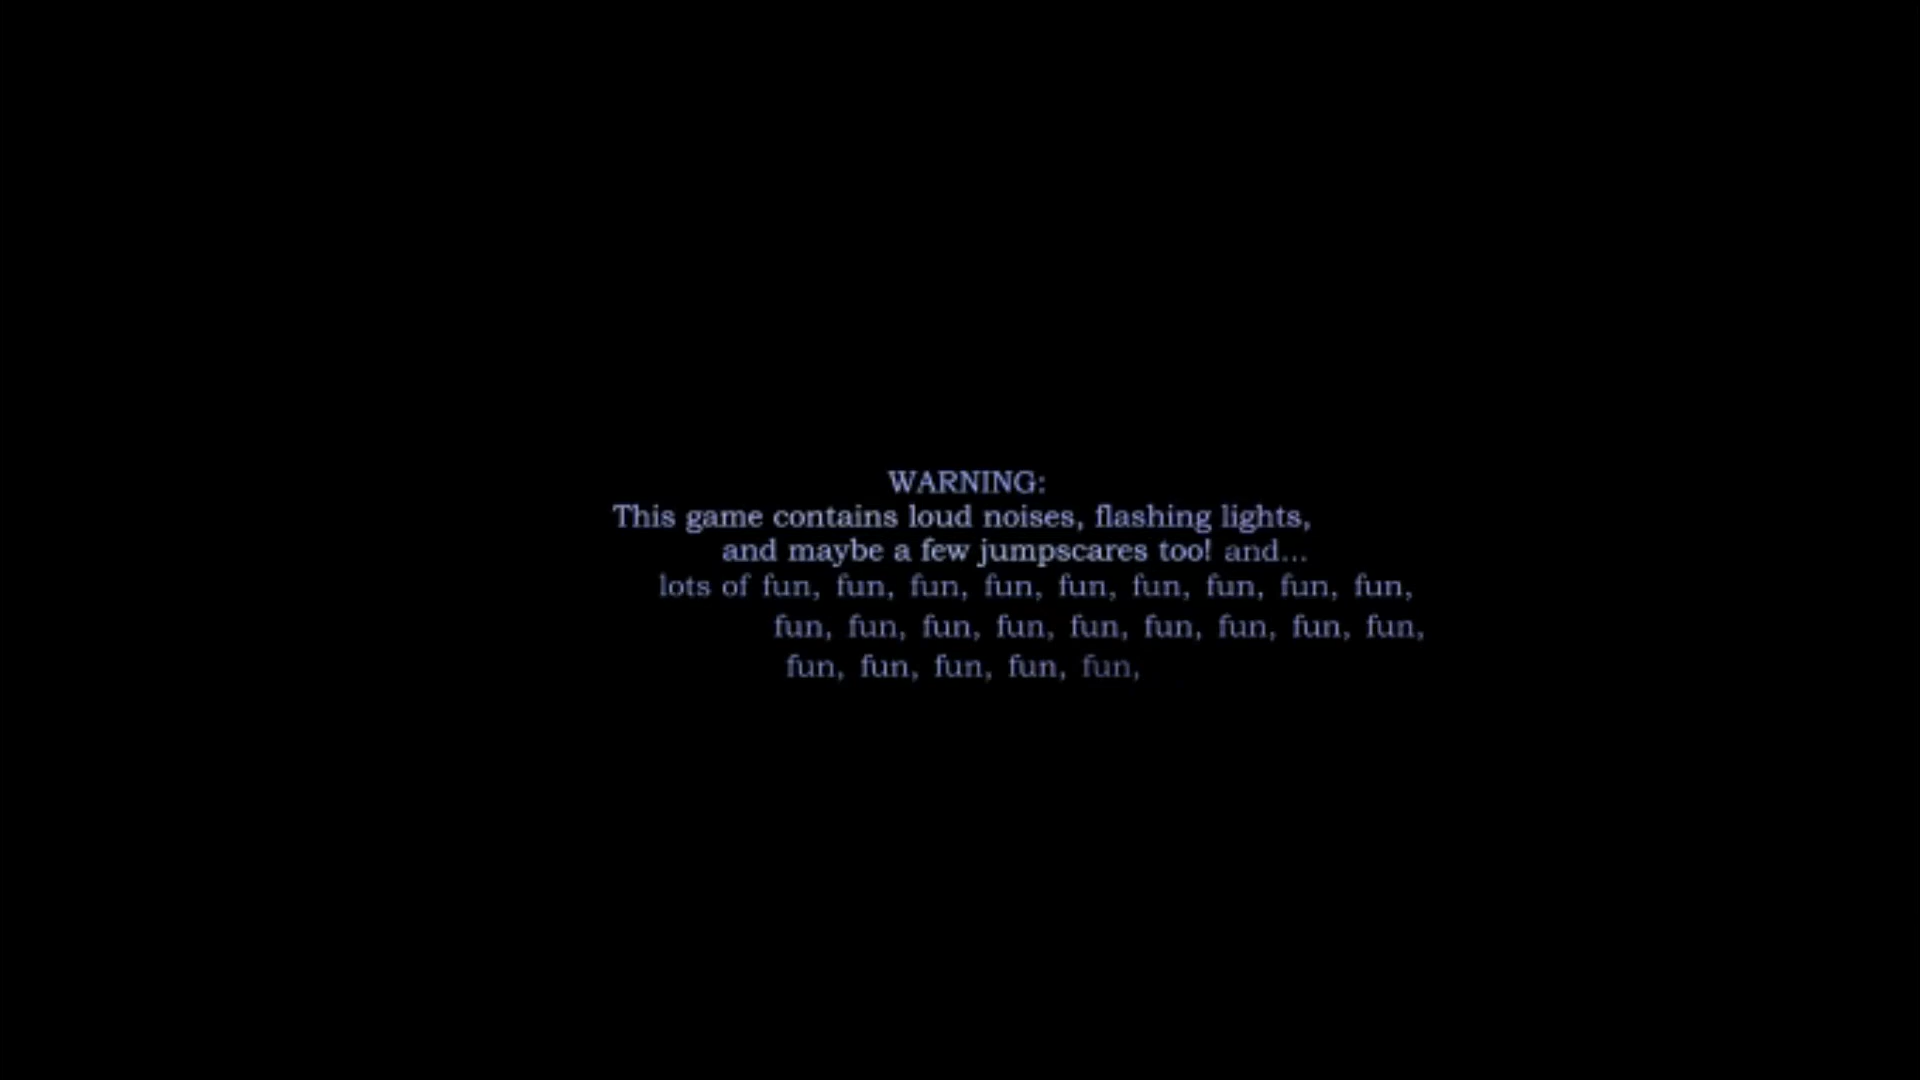 WARNING:
This game contains loud noises, flashing lights,
and maybe a few jumpscares too! and...
lots of fun, fun, fun, fun, fun, fun, fun, fun, fun,
fun, fun, fun, fun, fun, fun, fun, fun, fun,
fun, fun, fun, fun, fun,